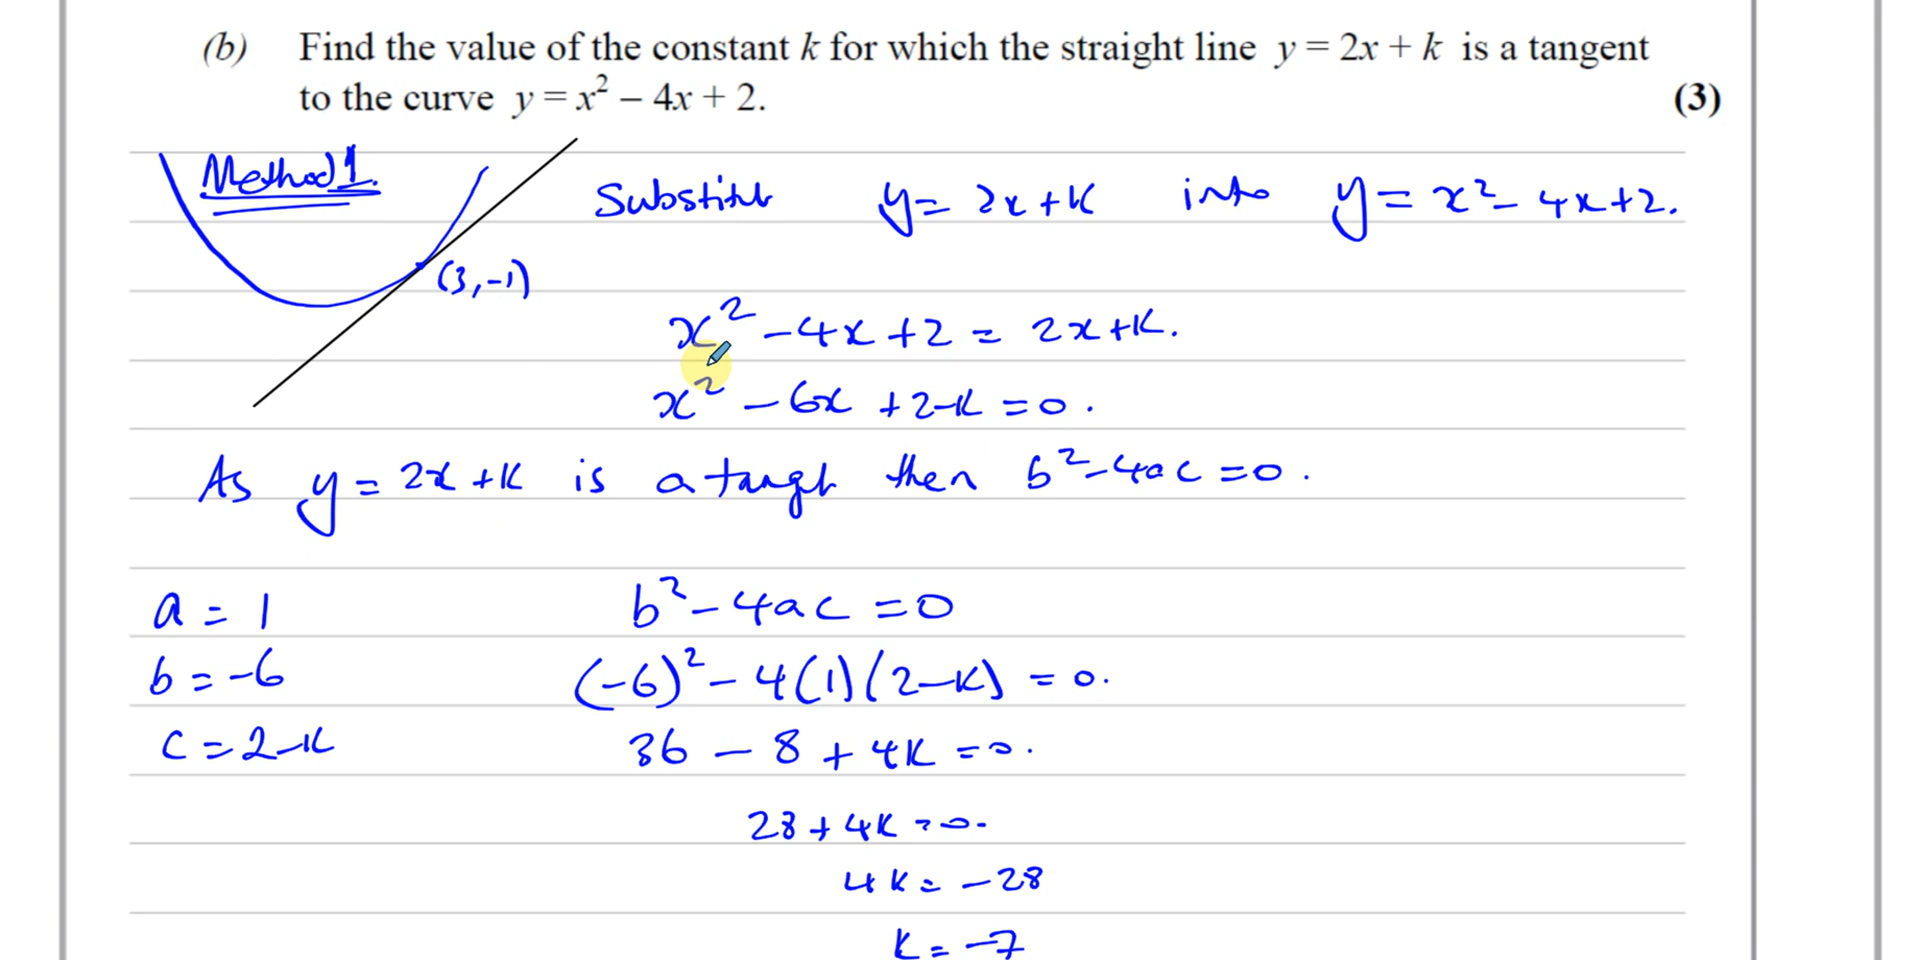 (b) Find the value of the constant k for which the straight line y = 2x + k is a tangent
to the curve y = x² – 4x + 2.
(3)
Method 1.
Substitute y = 2x + k into y = x² - 4x + 2.
(3, -1)
x² - 4x + 2 = 2x + k.
x² - 6x + 2 - k = 0.
As y = 2x + k is a tangent then b² - 4ac = 0.
a = 1
b² - 4ac = 0
b = -6
(-6)² - 4(1)(2-k) = 0.
c = 2-k
36 - 8 + 4k = 0.
28 + 4k = 0.
4k = -28
k = -7